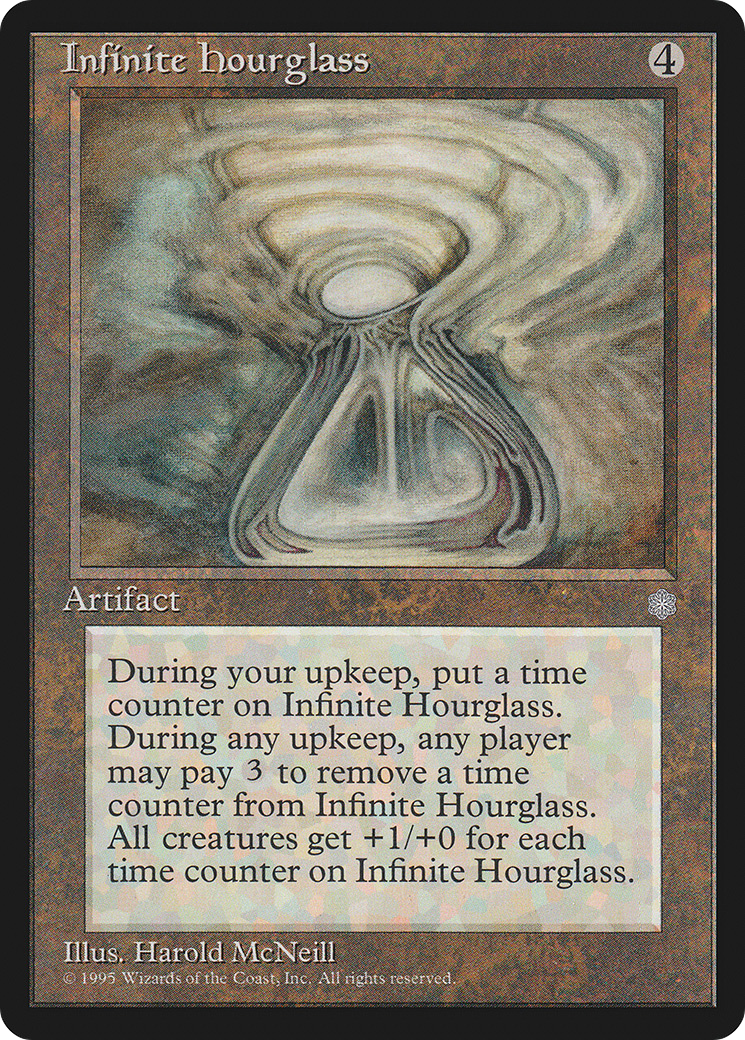 Infinite Hourglass
4
Artifact
During your upkeep, put a time
counter on Infinite Hourglass.
During any upkeep, any player
may pay 3 to remove a time
counter from Infinite Hourglass.
All creatures get +1/+0 for each
time counter on Infinite Hourglass.
Illus. Harold McNeill
© 1995 Wizards of the Coast, Inc. All rights reserved.